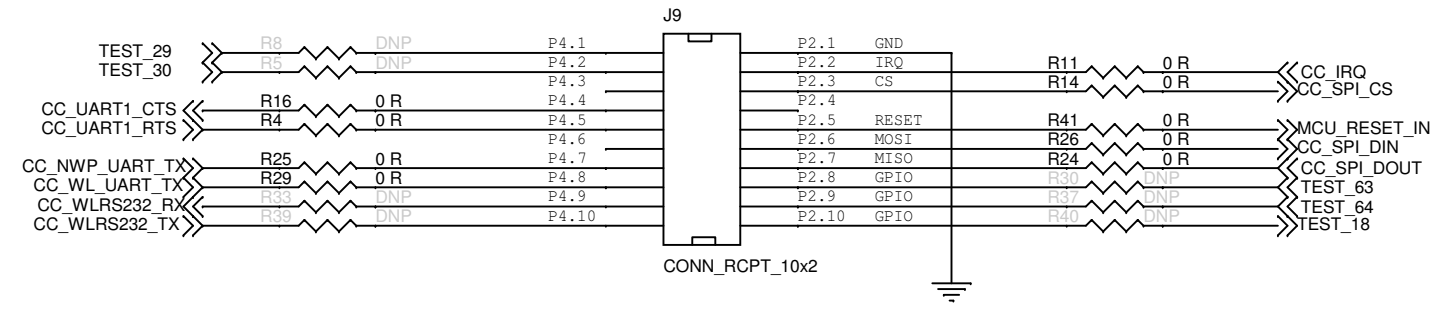 J9
TEST_29 R8 DNP P4.1 P2.1 GND
TEST_30 R5 DNP P4.2 P2.2 IRQ R11 0 R CC_IRQ
P4.3 P2.3 CS R14 0 R CC_SPI_CS
CC_UART1_CTS R16 0 R P4.4 P2.4
CC_UART1_RTS R4 0 R P4.5 P2.5 RESET R41 0 R MCU_RESET_IN
P4.6 P2.6 MOSI R26 0 R CC_SPI_DIN
CC_NWP_UART_TX R25 0 R P4.7 P2.7 MISO R24 0 R CC_SPI_DOUT
CC_WL_UART_TX R29 0 R P4.8 P2.8 GPIO R30 DNP TEST_63
CC_WLRS232_RX R33 DNP P4.9 P2.9 GPIO R37 DNP TEST_64
CC_WLRS232_TX R39 DNP P4.10 P2.10 GPIO R40 DNP TEST_18
CONN_RCPT_10x2